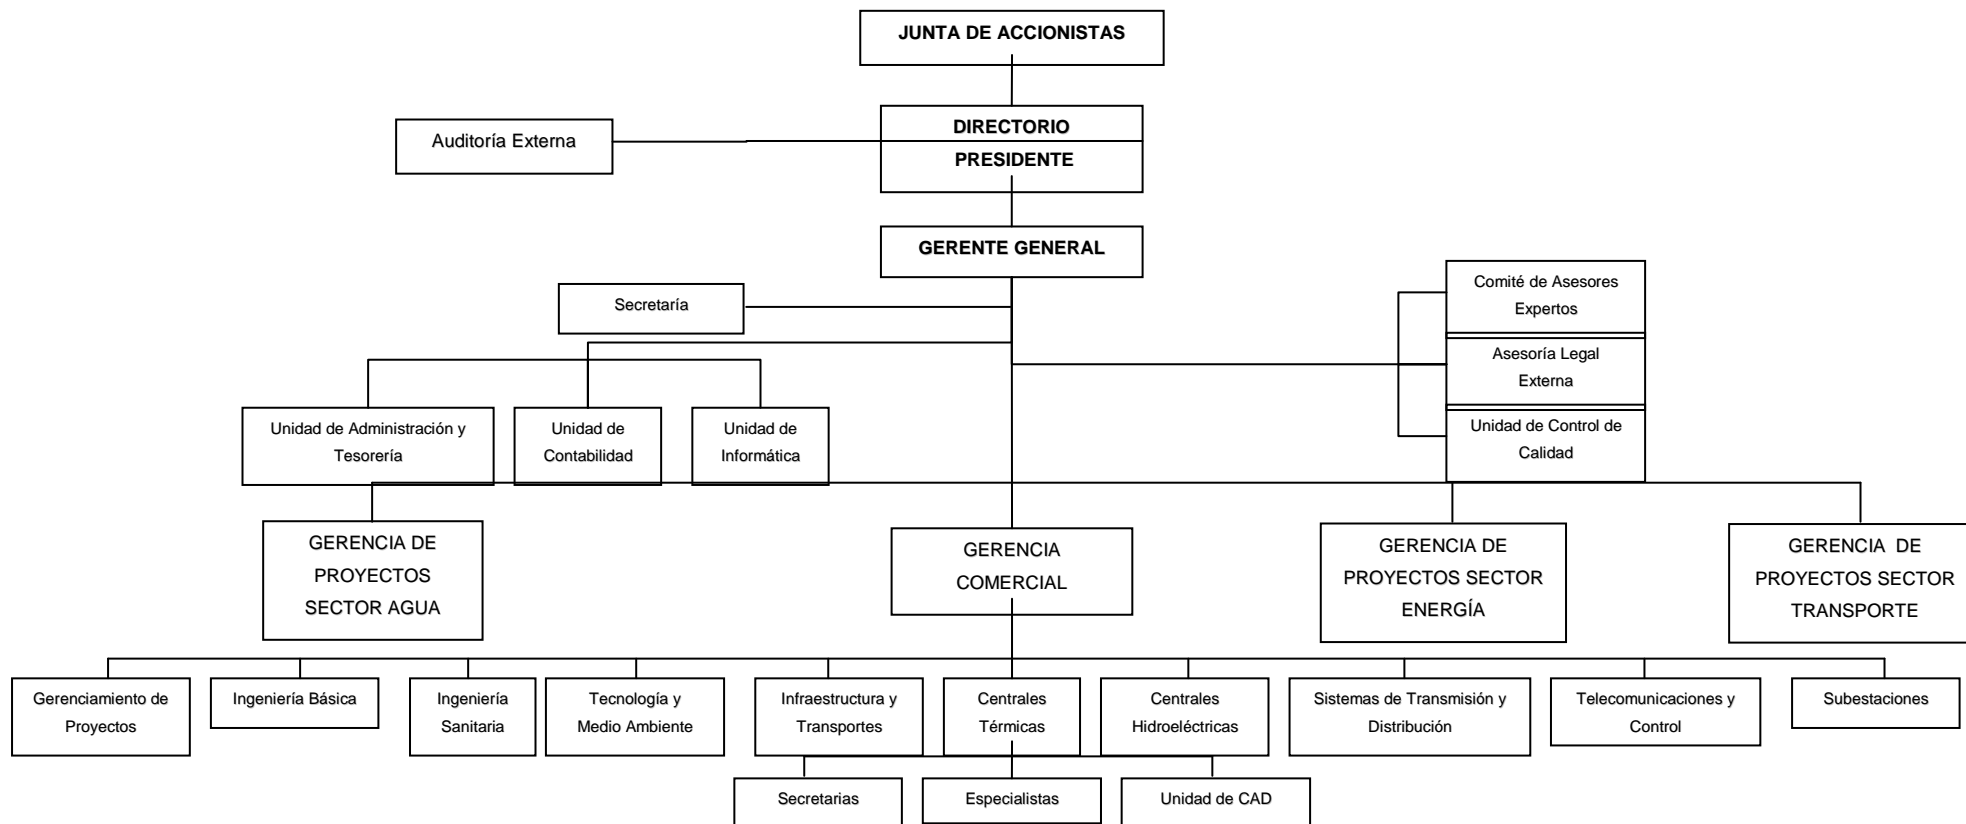 JUNTA DE ACCIONISTAS
DIRECTORIO
Auditoría Externa
PRESIDENTE
GERENTE GENERAL
Secretaría
Comité de Asesores
Expertos
Asesoría Legal
Externa
Unidad de Control de
Calidad
Unidad de Administración y
Tesorería
Unidad de
Contabilidad
Unidad de
Informática
GERENCIA DE
PROYECTOS
SECTOR AGUA
GERENCIA
COMERCIAL
GERENCIA DE
PROYECTOS SECTOR
ENERGÍA
GERENCIA DE
PROYECTOS SECTOR
TRANSPORTE
Gerenciamiento de
Proyectos
Ingeniería Básica
Ingeniería
Sanitaria
Tecnología y
Medio Ambiente
Infraestructura y
Transportes
Centrales
Térmicas
Centrales
Hidroeléctricas
Sistemas de Transmisión y
Distribución
Telecomunicaciones y
Control
Subestaciones
Secretarias
Especialistas
Unidad de CAD